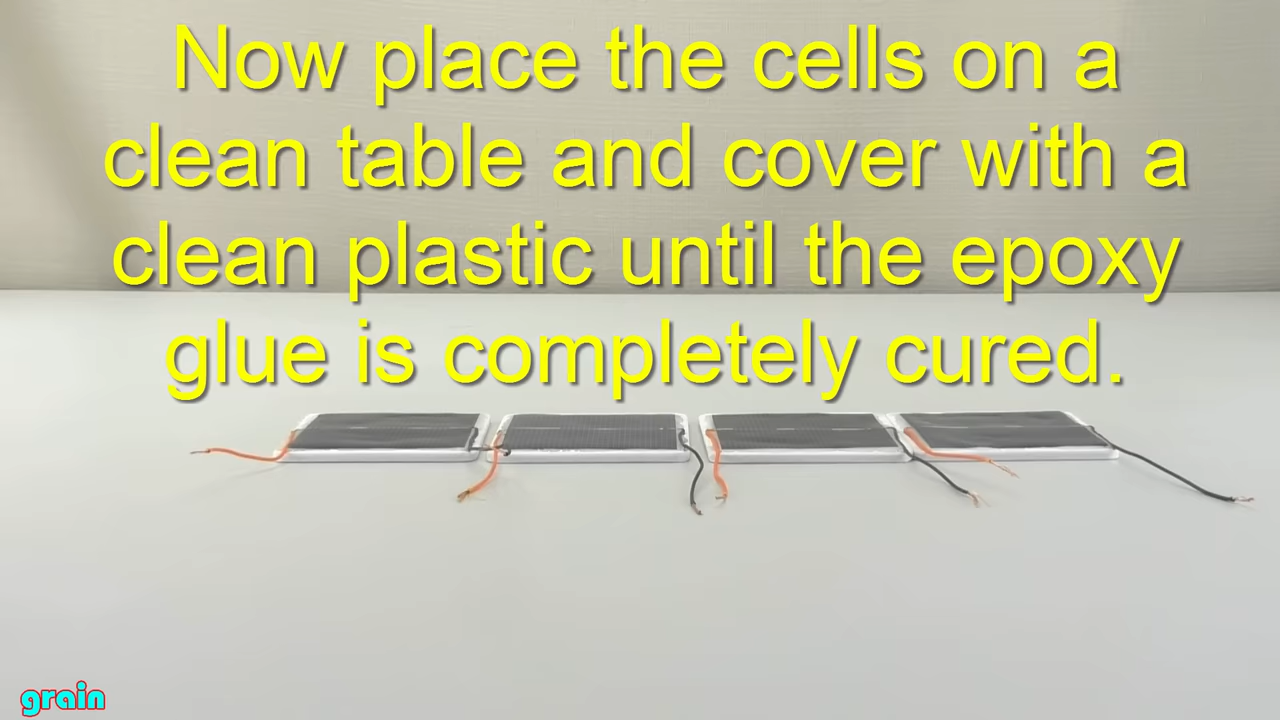 Now place the cells on a
clean table and cover with a
clean plastic until the epoxy
glue is completely cured.
grain